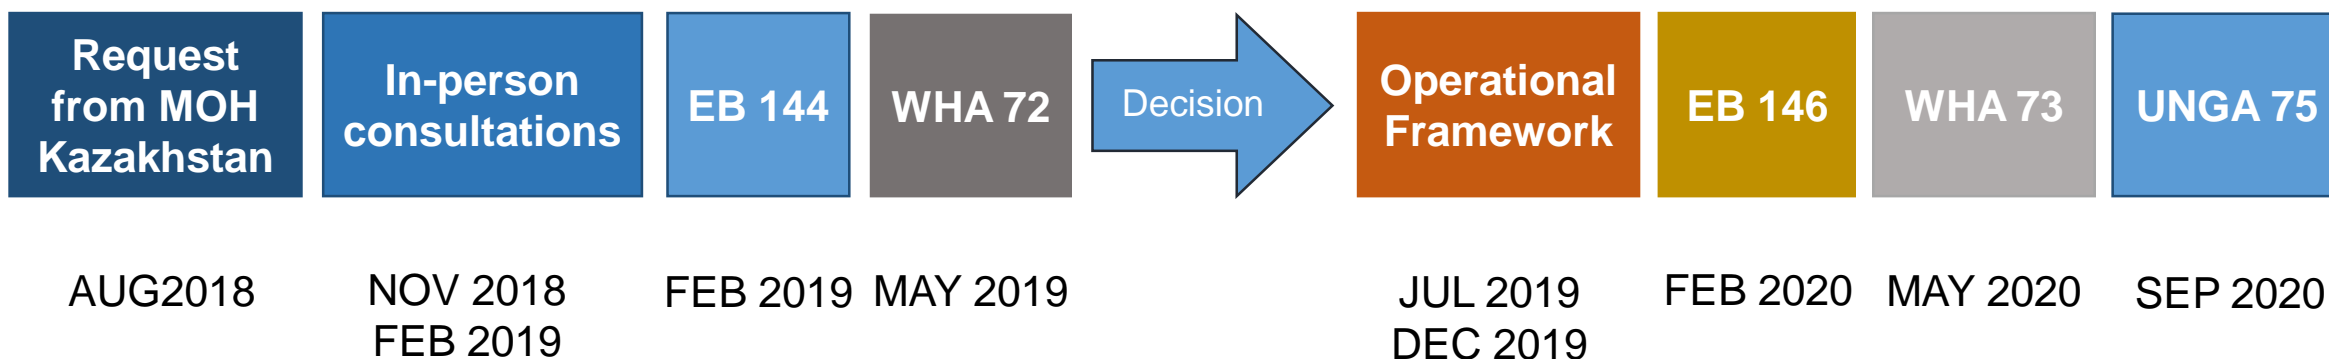 Request
from MOH
Kazakhstan
In-person
consultations
EB 144
WHA 72
Decision
Operational
Framework
EB 146
WHA 73
UNGA 75
AUG2018
NOV 2018
FEB 2019
FEB 2019
MAY 2019
JUL 2019
DEC 2019
FEB 2020
MAY 2020
SEP 2020